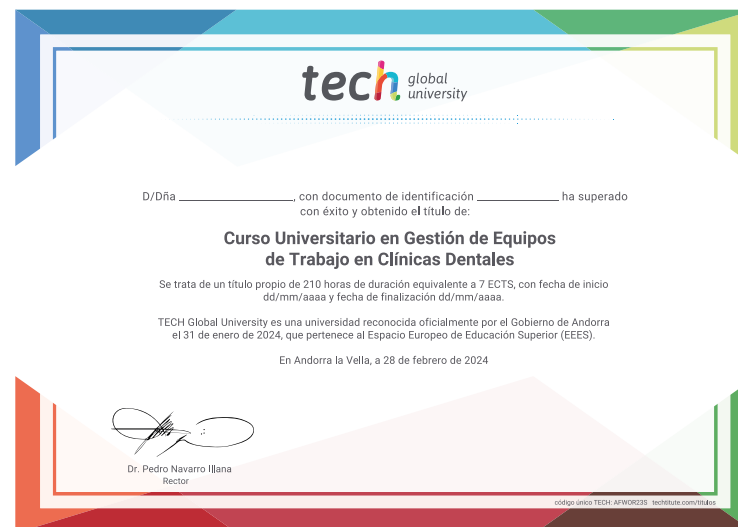 tech global university
D/Dña ________________, con documento de identificación ____________ ha superado
con éxito y obtenido el título de:
Curso Universitario en Gestión de Equipos
de Trabajo en Clínicas Dentales
Se trata de un título propio de 210 horas de duración equivalente a 7 ECTS, con fecha de inicio
dd/mm/aaaa y fecha de finalización dd/mm/aaaa.
TECH Global University es una universidad reconocida oficialmente por el Gobierno de Andorra
el 31 de enero de 2024, que pertenece al Espacio Europeo de Educación Superior (EEES).
En Andorra la Vella, a 28 de febrero de 2024
Dr. Pedro Navarro Illana
Rector
código único TECH: AFWOR23S techtitute.com/titulos